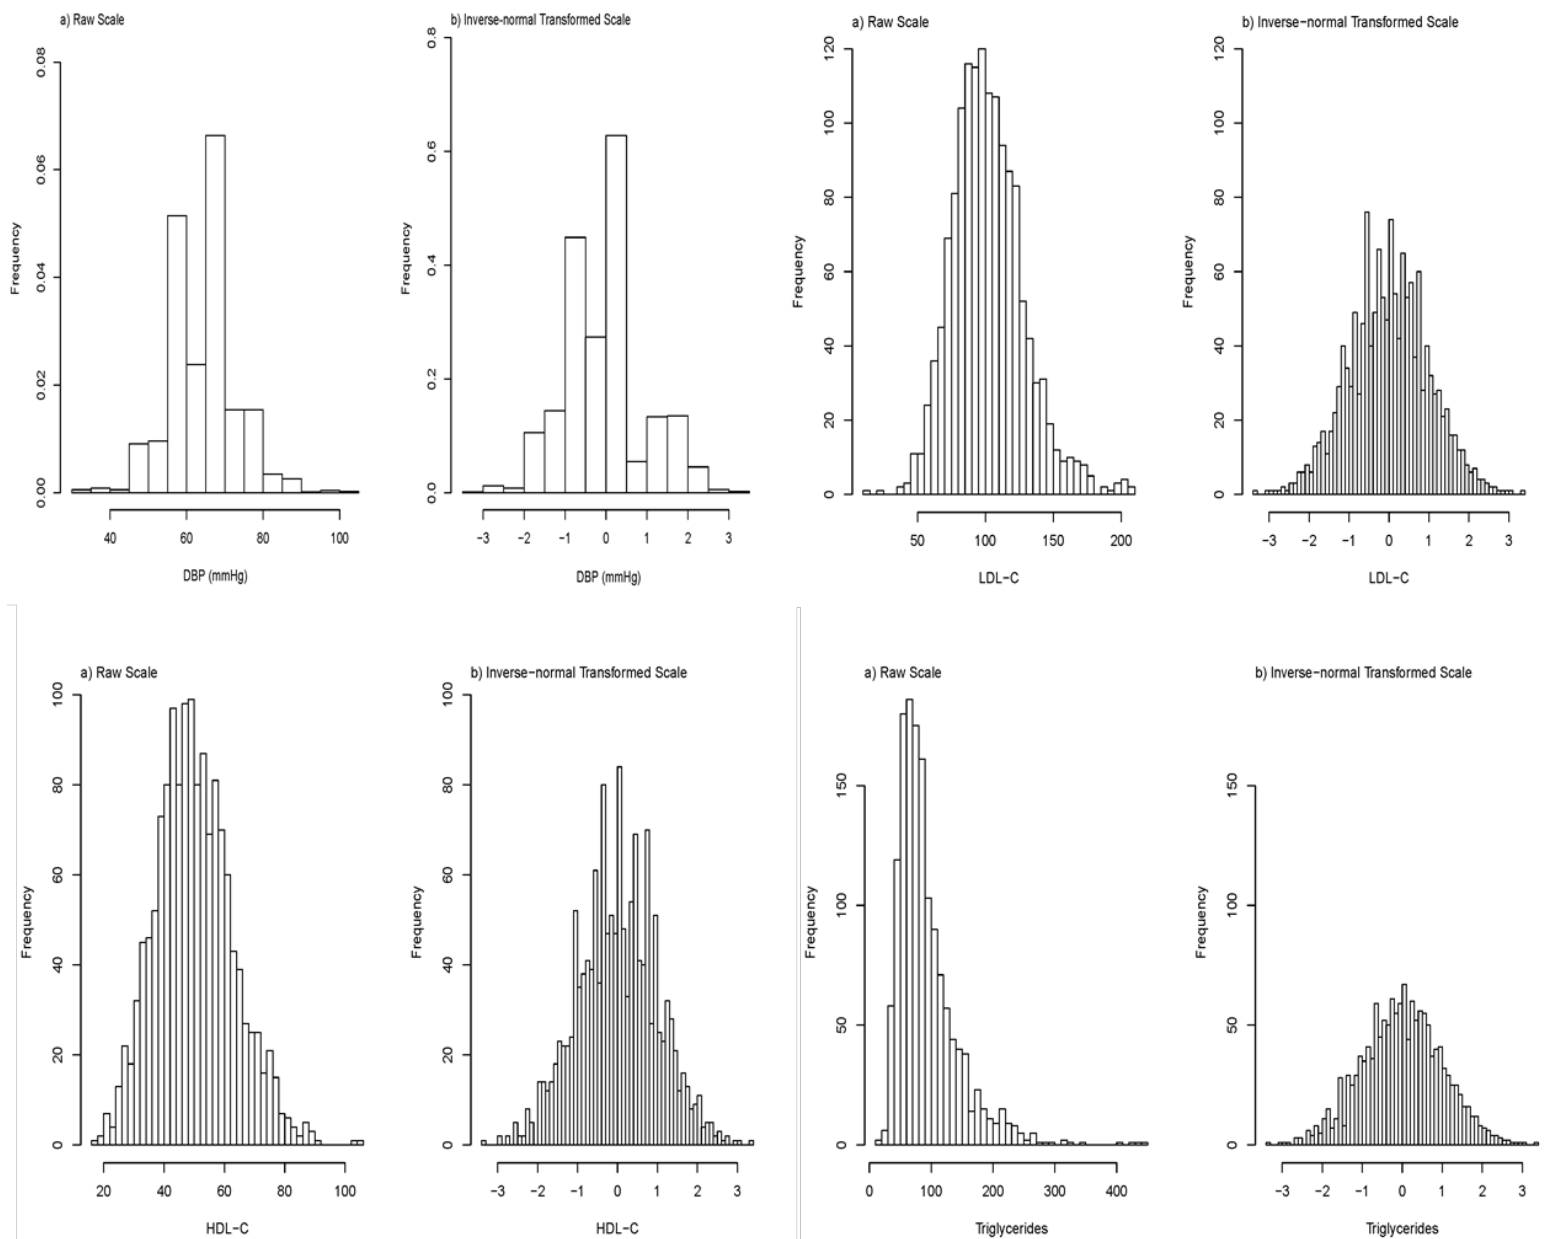 a) Raw Scale
0.00 0.02 0.04 0.06 0.08
Frequency
40 60 80 100
DBP (mmHg)
b) Inverse-normal Transformed Scale
0.0 0.2 0.4 0.6 0.8
Frequency
−3 −2 −1 0 1 2 3
DBP (mmHg)
a) Raw Scale
0 20 40 60 80 100 120
Frequency
50 100 150 200
LDL−C
b) Inverse−normal Transformed Scale
0 20 40 60 80 100 120
Frequency
−3 −2 −1 0 1 2 3
LDL−C
a) Raw Scale
0 20 40 60 80 100
Frequency
20 40 60 80 100
HDL−C
b) Inverse−normal Transformed Scale
0 20 40 60 80 100
Frequency
−3 −2 −1 0 1 2 3
HDL−C
a) Raw Scale
0 50 100 150
Frequency
0 100 200 300 400
Triglycerides
b) Inverse−normal Transformed Scale
0 50 100 150
Frequency
−3 −2 −1 0 1 2 3
Triglycerides